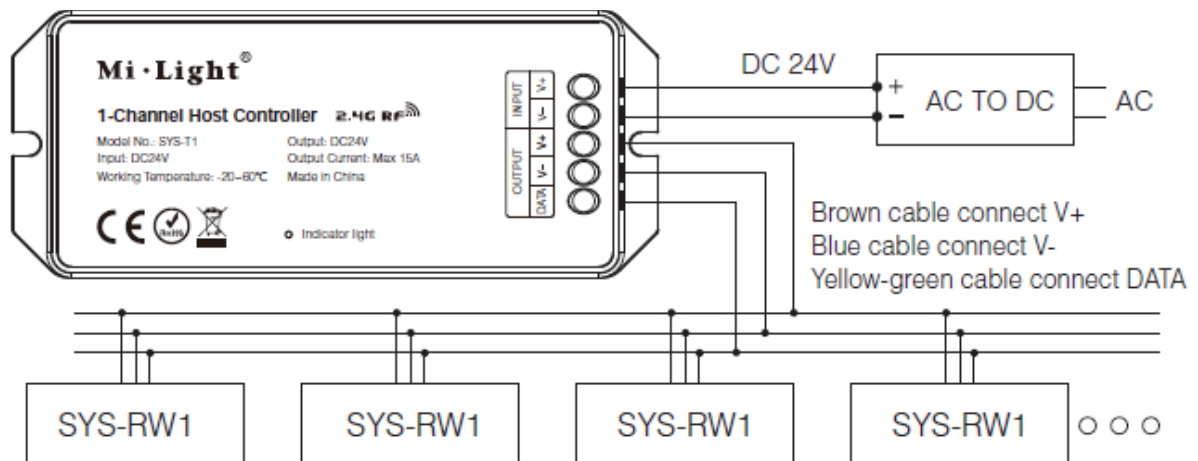 Mi·Light®
1-Channel Host Controller 2.4G RF
Model No.: SYS-T1
Input: DC24V
Working Temperature: -20~60℃
Output: DC24V
Output Current: Max 15A
Made in China
CE RoHS
Indicator light
INPUT
V+
V-
OUTPUT
V+
V-
DATA
DC 24V
+
-
AC TO DC
AC
Brown cable connect V+
Blue cable connect V-
Yellow-green cable connect DATA
SYS-RW1
SYS-RW1
SYS-RW1
SYS-RW1